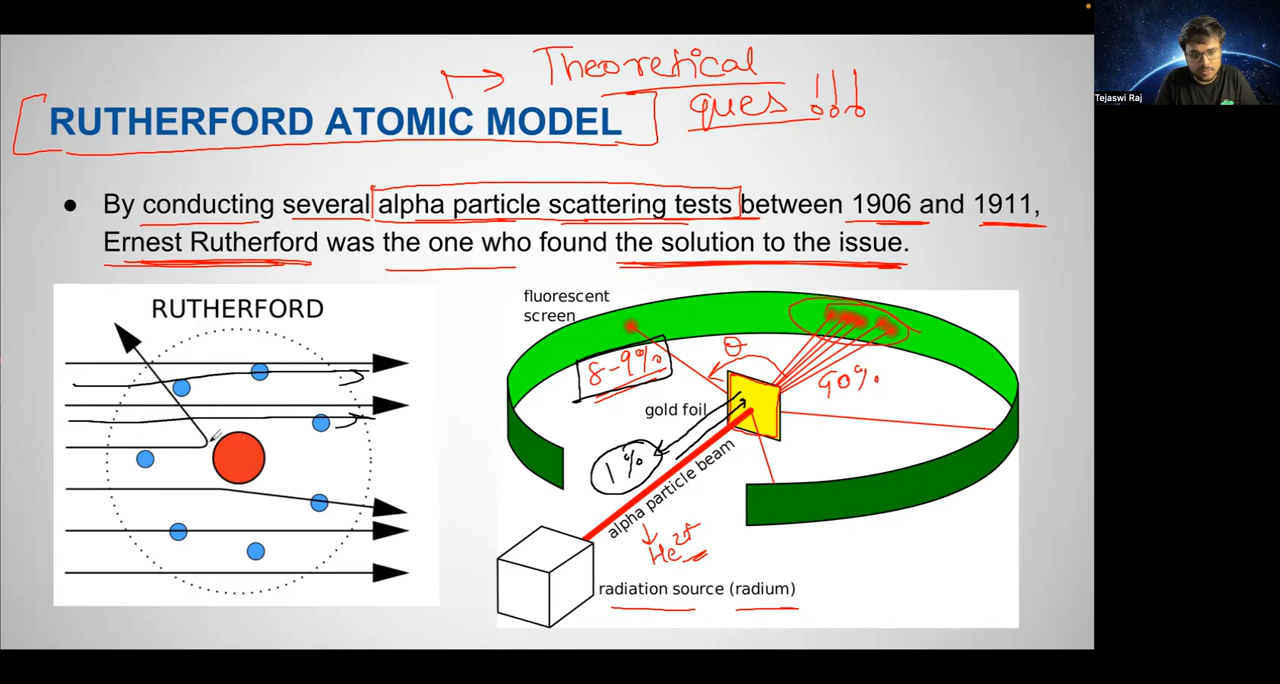 Theoretical
ques !!!
RUTHERFORD ATOMIC MODEL
Tejaswi Raj
● By conducting several alpha particle scattering tests between 1906 and 1911,
Ernest Rutherford was the one who found the solution to the issue.
RUTHERFORD
fluorescent
screen
8-9%
θ
90%
gold foil
1%
alpha particle beam
He2+
radiation source (radium)